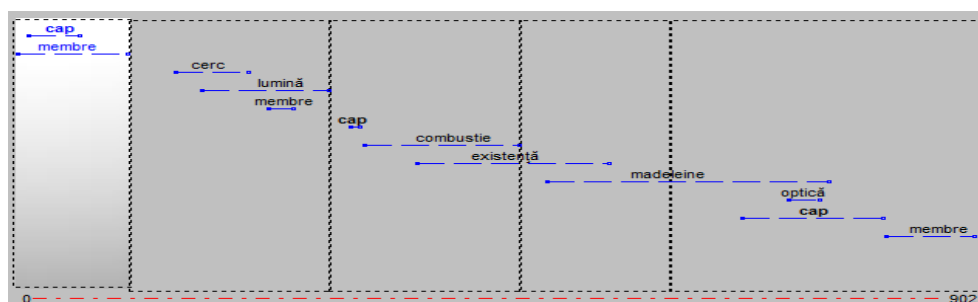 cap
membre
cerc
lumină
membre
cap
combustie
existență
madeleine
optică
cap
membre
0 902